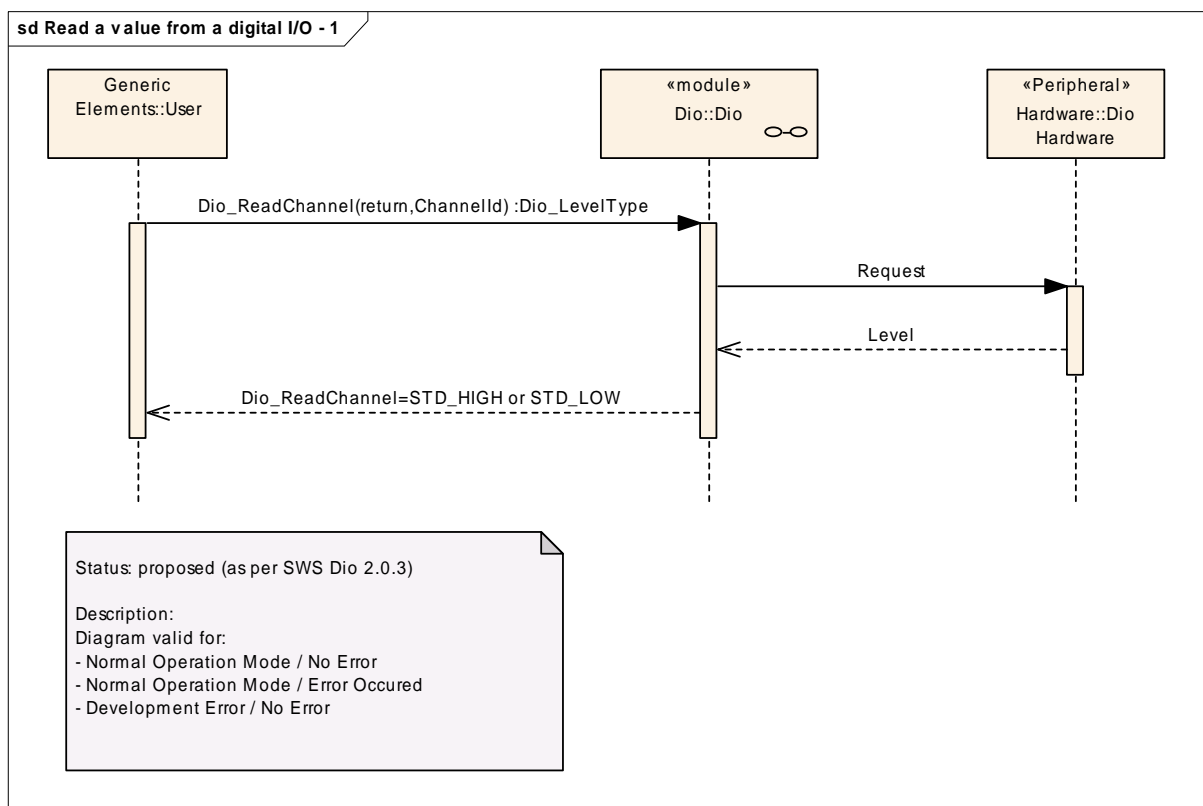 sd Read a value from a digital I/O - 1
Generic
Elements::User
«module»
Dio::Dio
«Peripheral»
Hardware::Dio
Hardware
Dio_ReadChannel(return,ChannelId) :Dio_LevelType
Request
Level
Dio_ReadChannel=STD_HIGH or STD_LOW
Status: proposed (as per SWS Dio 2.0.3)
Description:
Diagram valid for:
- Normal Operation Mode / No Error
- Normal Operation Mode / Error Occured
- Development Error / No Error